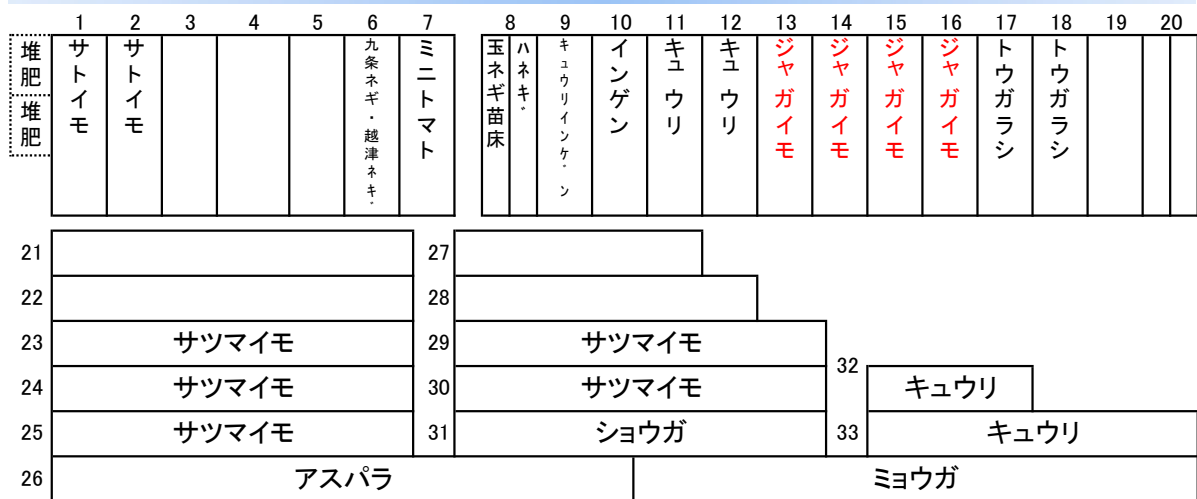 1 2 3 4 5 6 7 8 9 10 11 12 13 14 15 16 17 18 19 20
堆肥
堆肥
サトイモ
サトイモ
九条ネギ・越津ネギ
ミニトマト
玉ネギ苗床
ハネギ
キュウリインゲン
インゲン
キュウリ
キュウリ
ジャガイモ
ジャガイモ
ジャガイモ
ジャガイモ
トウガラシ
トウガラシ
21 27
22 28
23 サツマイモ 29 サツマイモ
32
24 サツマイモ 30 サツマイモ キュウリ
25 サツマイモ 31 ショウガ 33 キュウリ
26 アスパラ ミョウガ